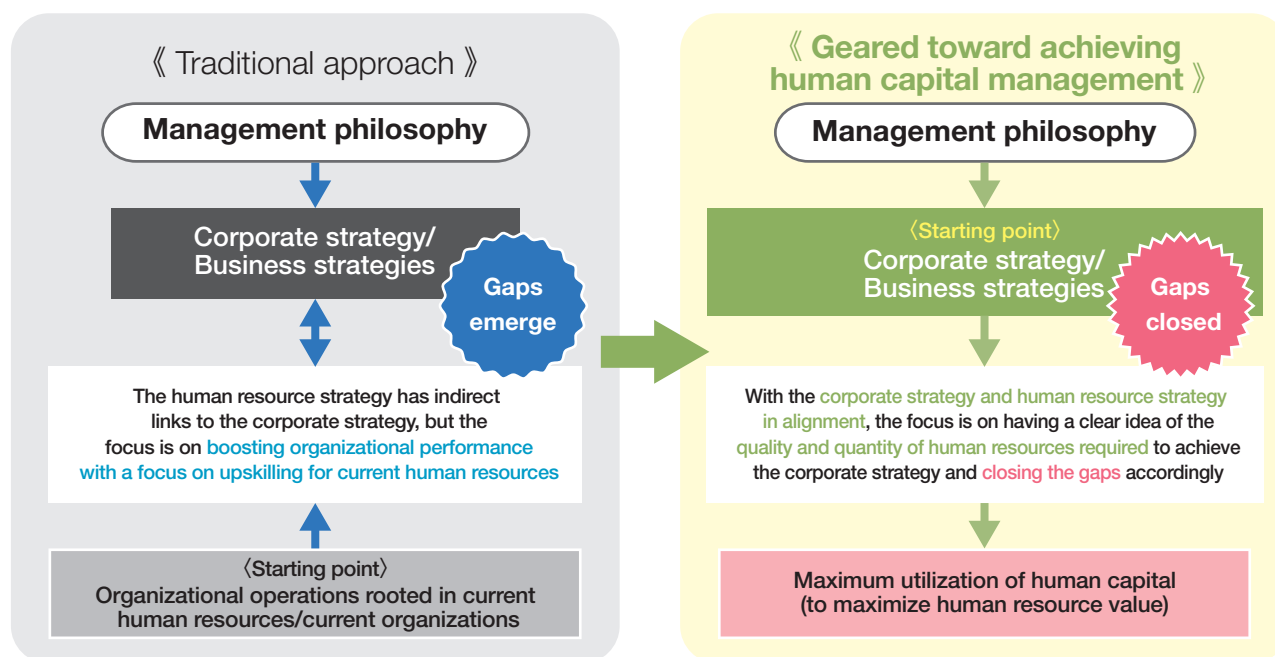 《 Traditional approach 》
Management philosophy
Corporate strategy/
Business strategies
Gaps
emerge
The human resource strategy has indirect
links to the corporate strategy, but the
focus is on boosting organizational performance
with a focus on upskilling for current human resources
〈Starting point〉
Organizational operations rooted in current
human resources/current organizations
《 Geared toward achieving
human capital management 》
Management philosophy
〈Starting point〉
Corporate strategy/
Business strategies
Gaps
closed
With the corporate strategy and human resource strategy
in alignment, the focus is on having a clear idea of the
quality and quantity of human resources required to achieve
the corporate strategy and closing the gaps accordingly
Maximum utilization of human capital
(to maximize human resource value)